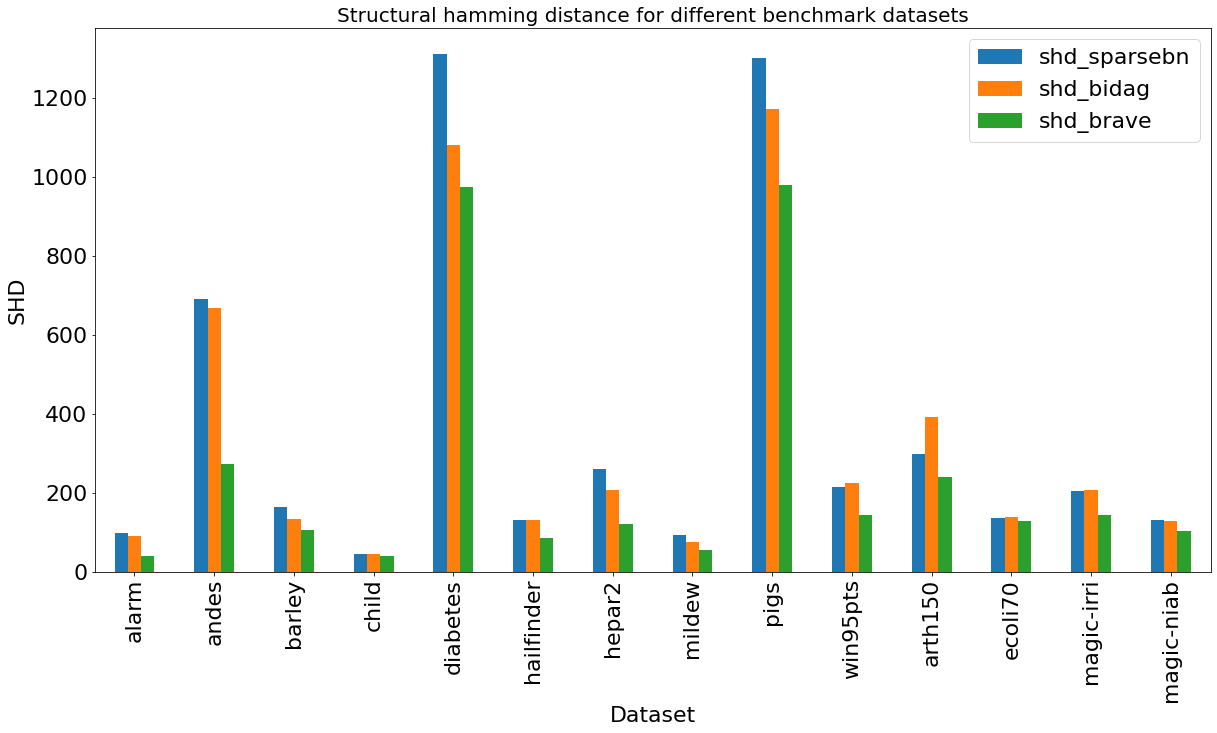 Structural hamming distance for different benchmark datasets
shd_sparsebn
shd_bidag
shd_brave
SHD
1200
1000
800
600
400
200
0
alarm
andes
barley
child
diabetes
hailfinder
hepar2
mildew
pigs
win95pts
arth150
ecoli70
magic-irri
magic-niab
Dataset